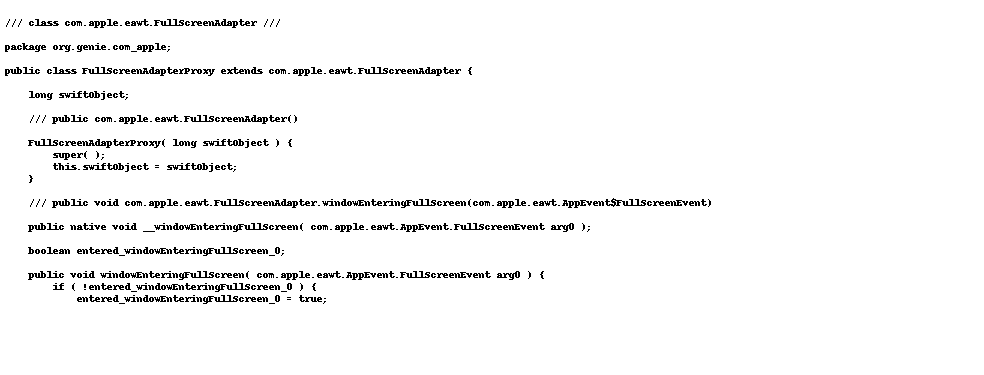 /// class com.apple.eawt.FullScreenAdapter ///

package org.genie.com_apple;

public class FullScreenAdapterProxy extends com.apple.eawt.FullScreenAdapter {

    long swiftObject;

    /// public com.apple.eawt.FullScreenAdapter()

    FullScreenAdapterProxy( long swiftObject ) {
        super( );
        this.swiftObject = swiftObject;
    }

    /// public void com.apple.eawt.FullScreenAdapter.windowEnteringFullScreen(com.apple.eawt.AppEvent$FullScreenEvent)

    public native void __windowEnteringFullScreen( com.apple.eawt.AppEvent.FullScreenEvent arg0 );

    boolean entered_windowEnteringFullScreen_0;

    public void windowEnteringFullScreen( com.apple.eawt.AppEvent.FullScreenEvent arg0 ) {
        if ( !entered_windowEnteringFullScreen_0 ) {
            entered_windowEnteringFullScreen_0 = true;